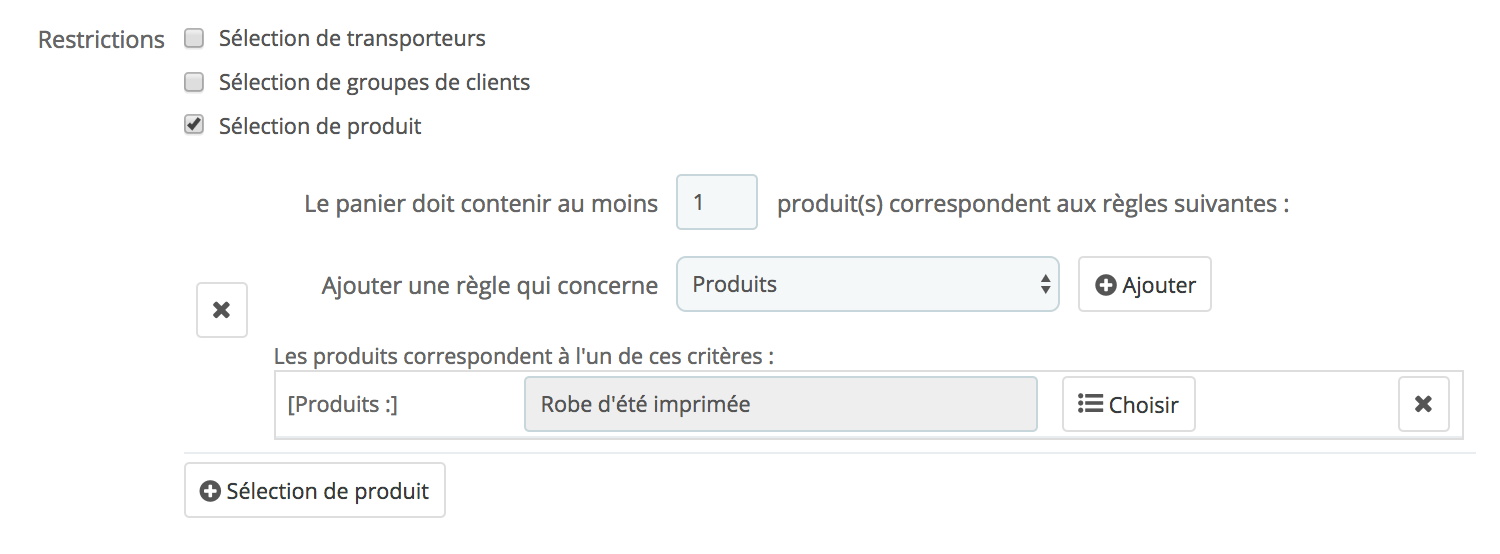 Restrictions
Sélection de transporteurs
Sélection de groupes de clients
Sélection de produit
Le panier doit contenir au moins 1 produit(s) correspondent aux règles suivantes :
Ajouter une règle qui concerne Produits Ajouter
Les produits correspondent à l'un de ces critères :
[Produits :] Robe d'été imprimée Choisir
Sélection de produit